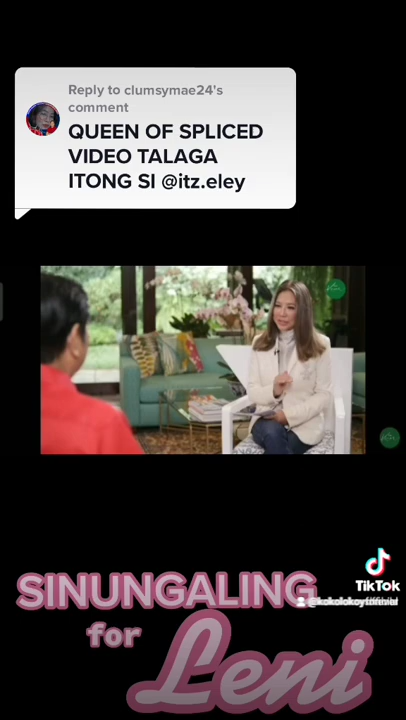 Reply to clumsymae24's
comment
QUEEN OF SPLICED
VIDEO TALAGA
ITONG SI @itz.eley
TikTok
SINUNGALING
for
Leni